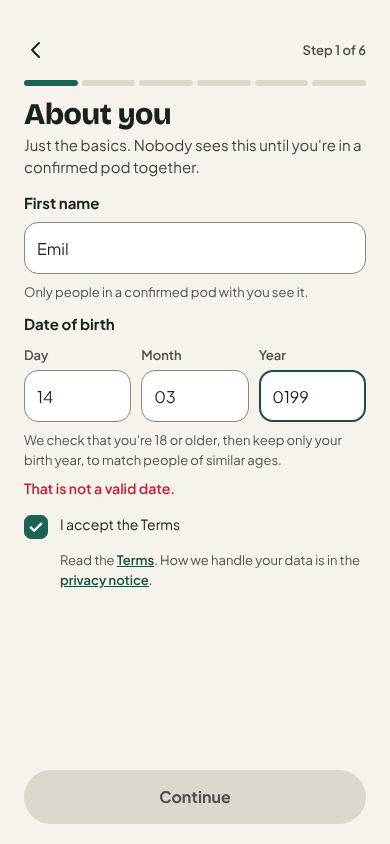 Step 1 of 6
About you
Just the basics. Nobody sees this until you're in a
confirmed pod together.
First name
Emil
Only people in a confirmed pod with you see it.
Date of birth
Day Month Year
14 03 0199
We check that you're 18 or older, then keep only your
birth year, to match people of similar ages.
That is not a valid date.
I accept the Terms
Read the Terms. How we handle your data is in the
privacy notice.
Continue